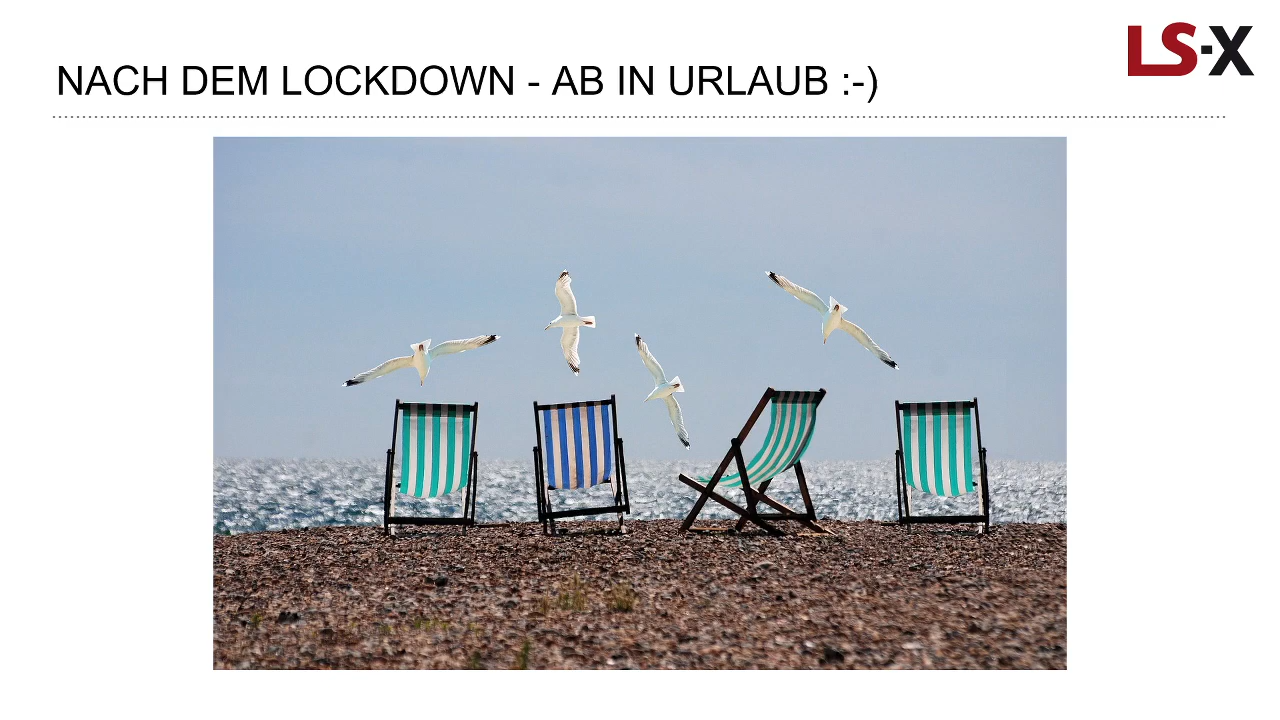 LS-X
NACH DEM LOCKDOWN - AB IN URLAUB :-)